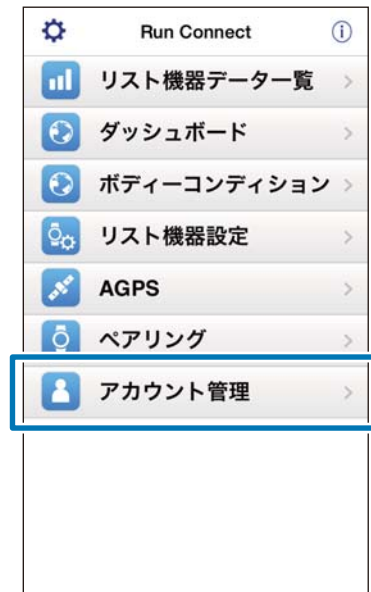 Run Connect
リスト機器データ一覧
ダッシュボード
ボディーコンディション
リスト機器設定
AGPS
ペアリング
アカウント管理